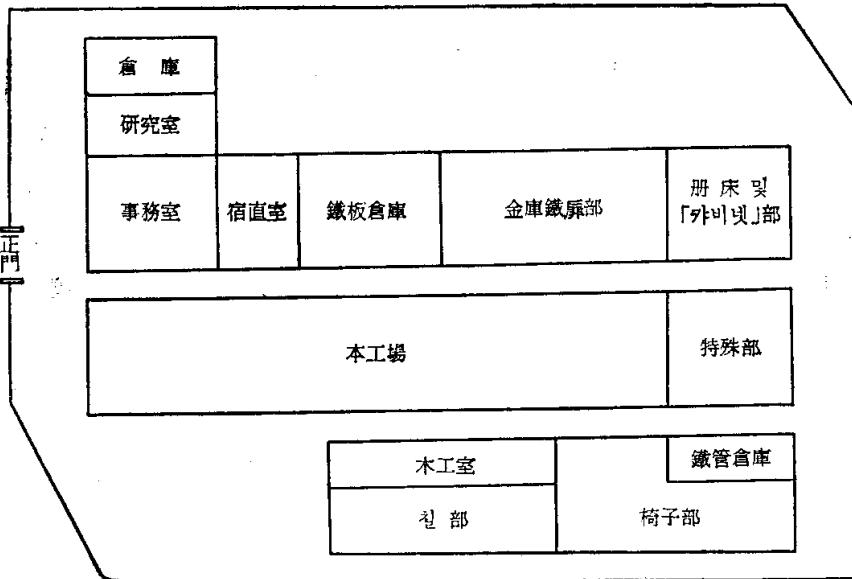 倉庫
研究室
事務室
宿直室
鐵板倉庫
金庫鐵扉部
册床 및
「캬비넷」部
正門
本工場
特殊部
木工室
鐵管倉庫
칠部
椅子部